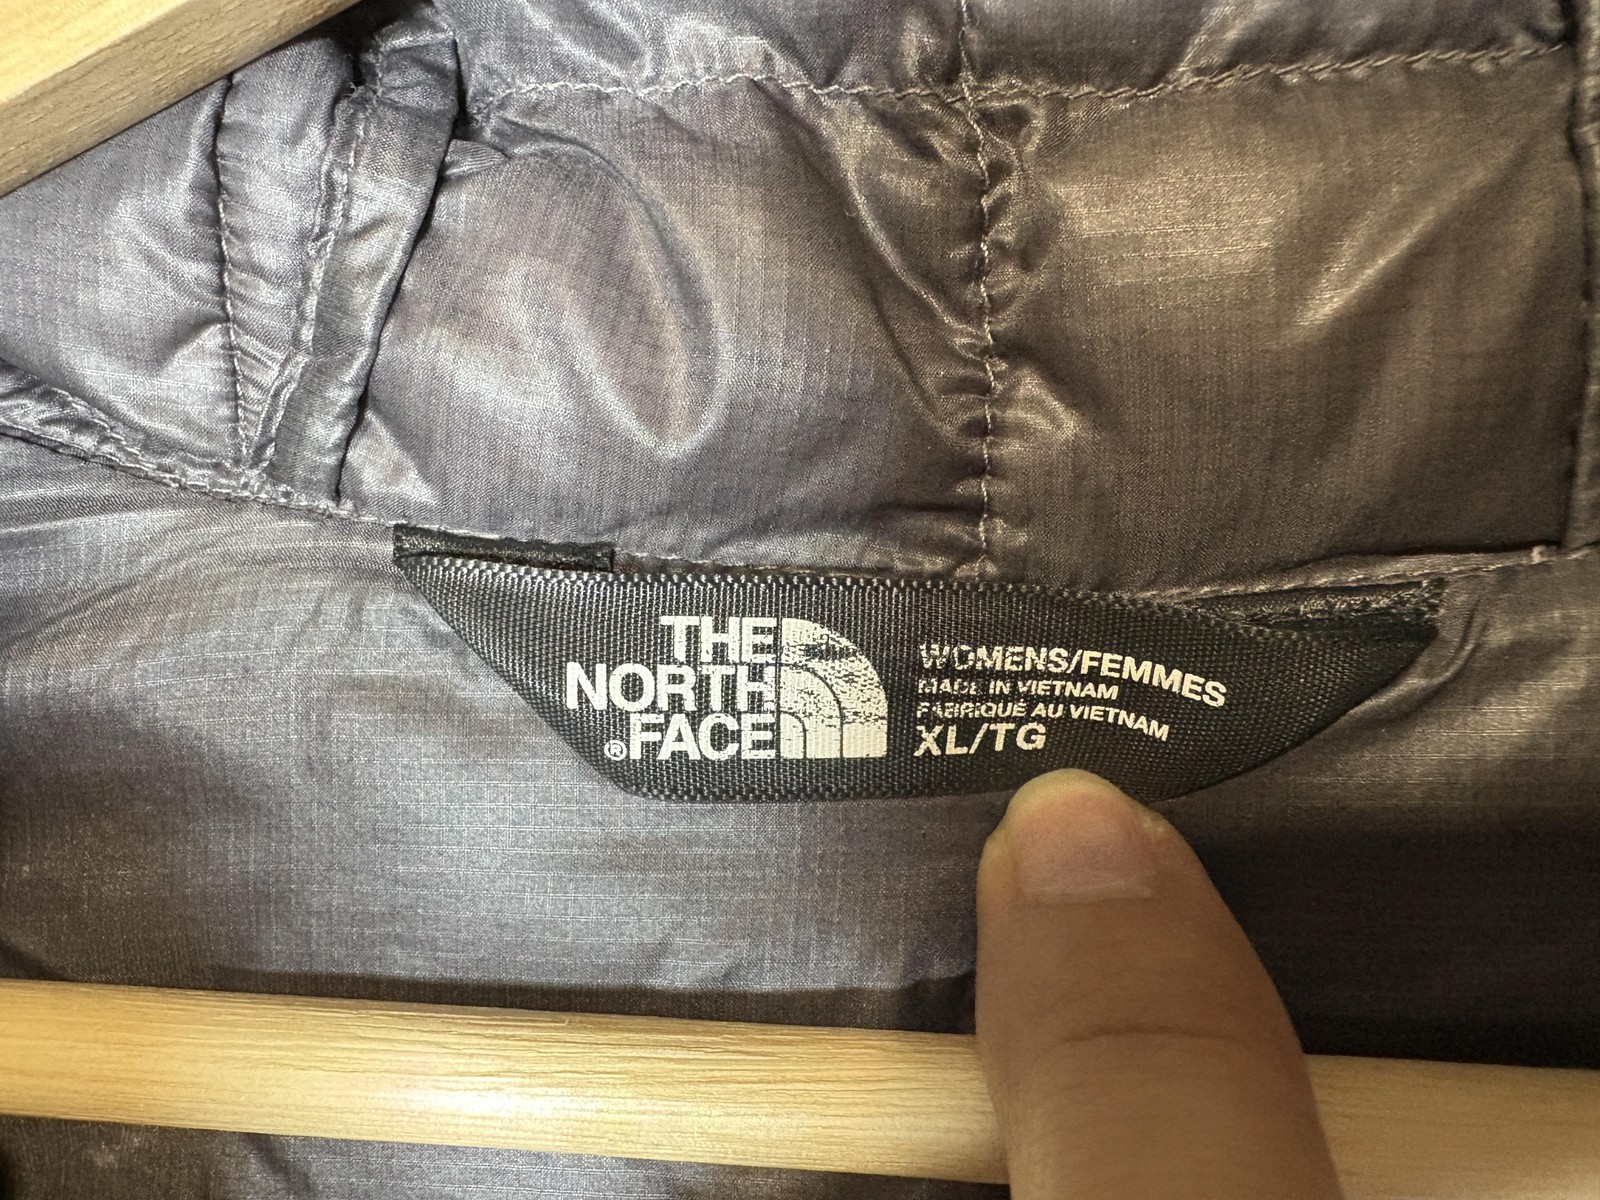 THE
NORTH
®FACE
WOMENS/FEMMES
MADE IN VIETNAM
FABRIQUÉ AU VIETNAM
XL/TG